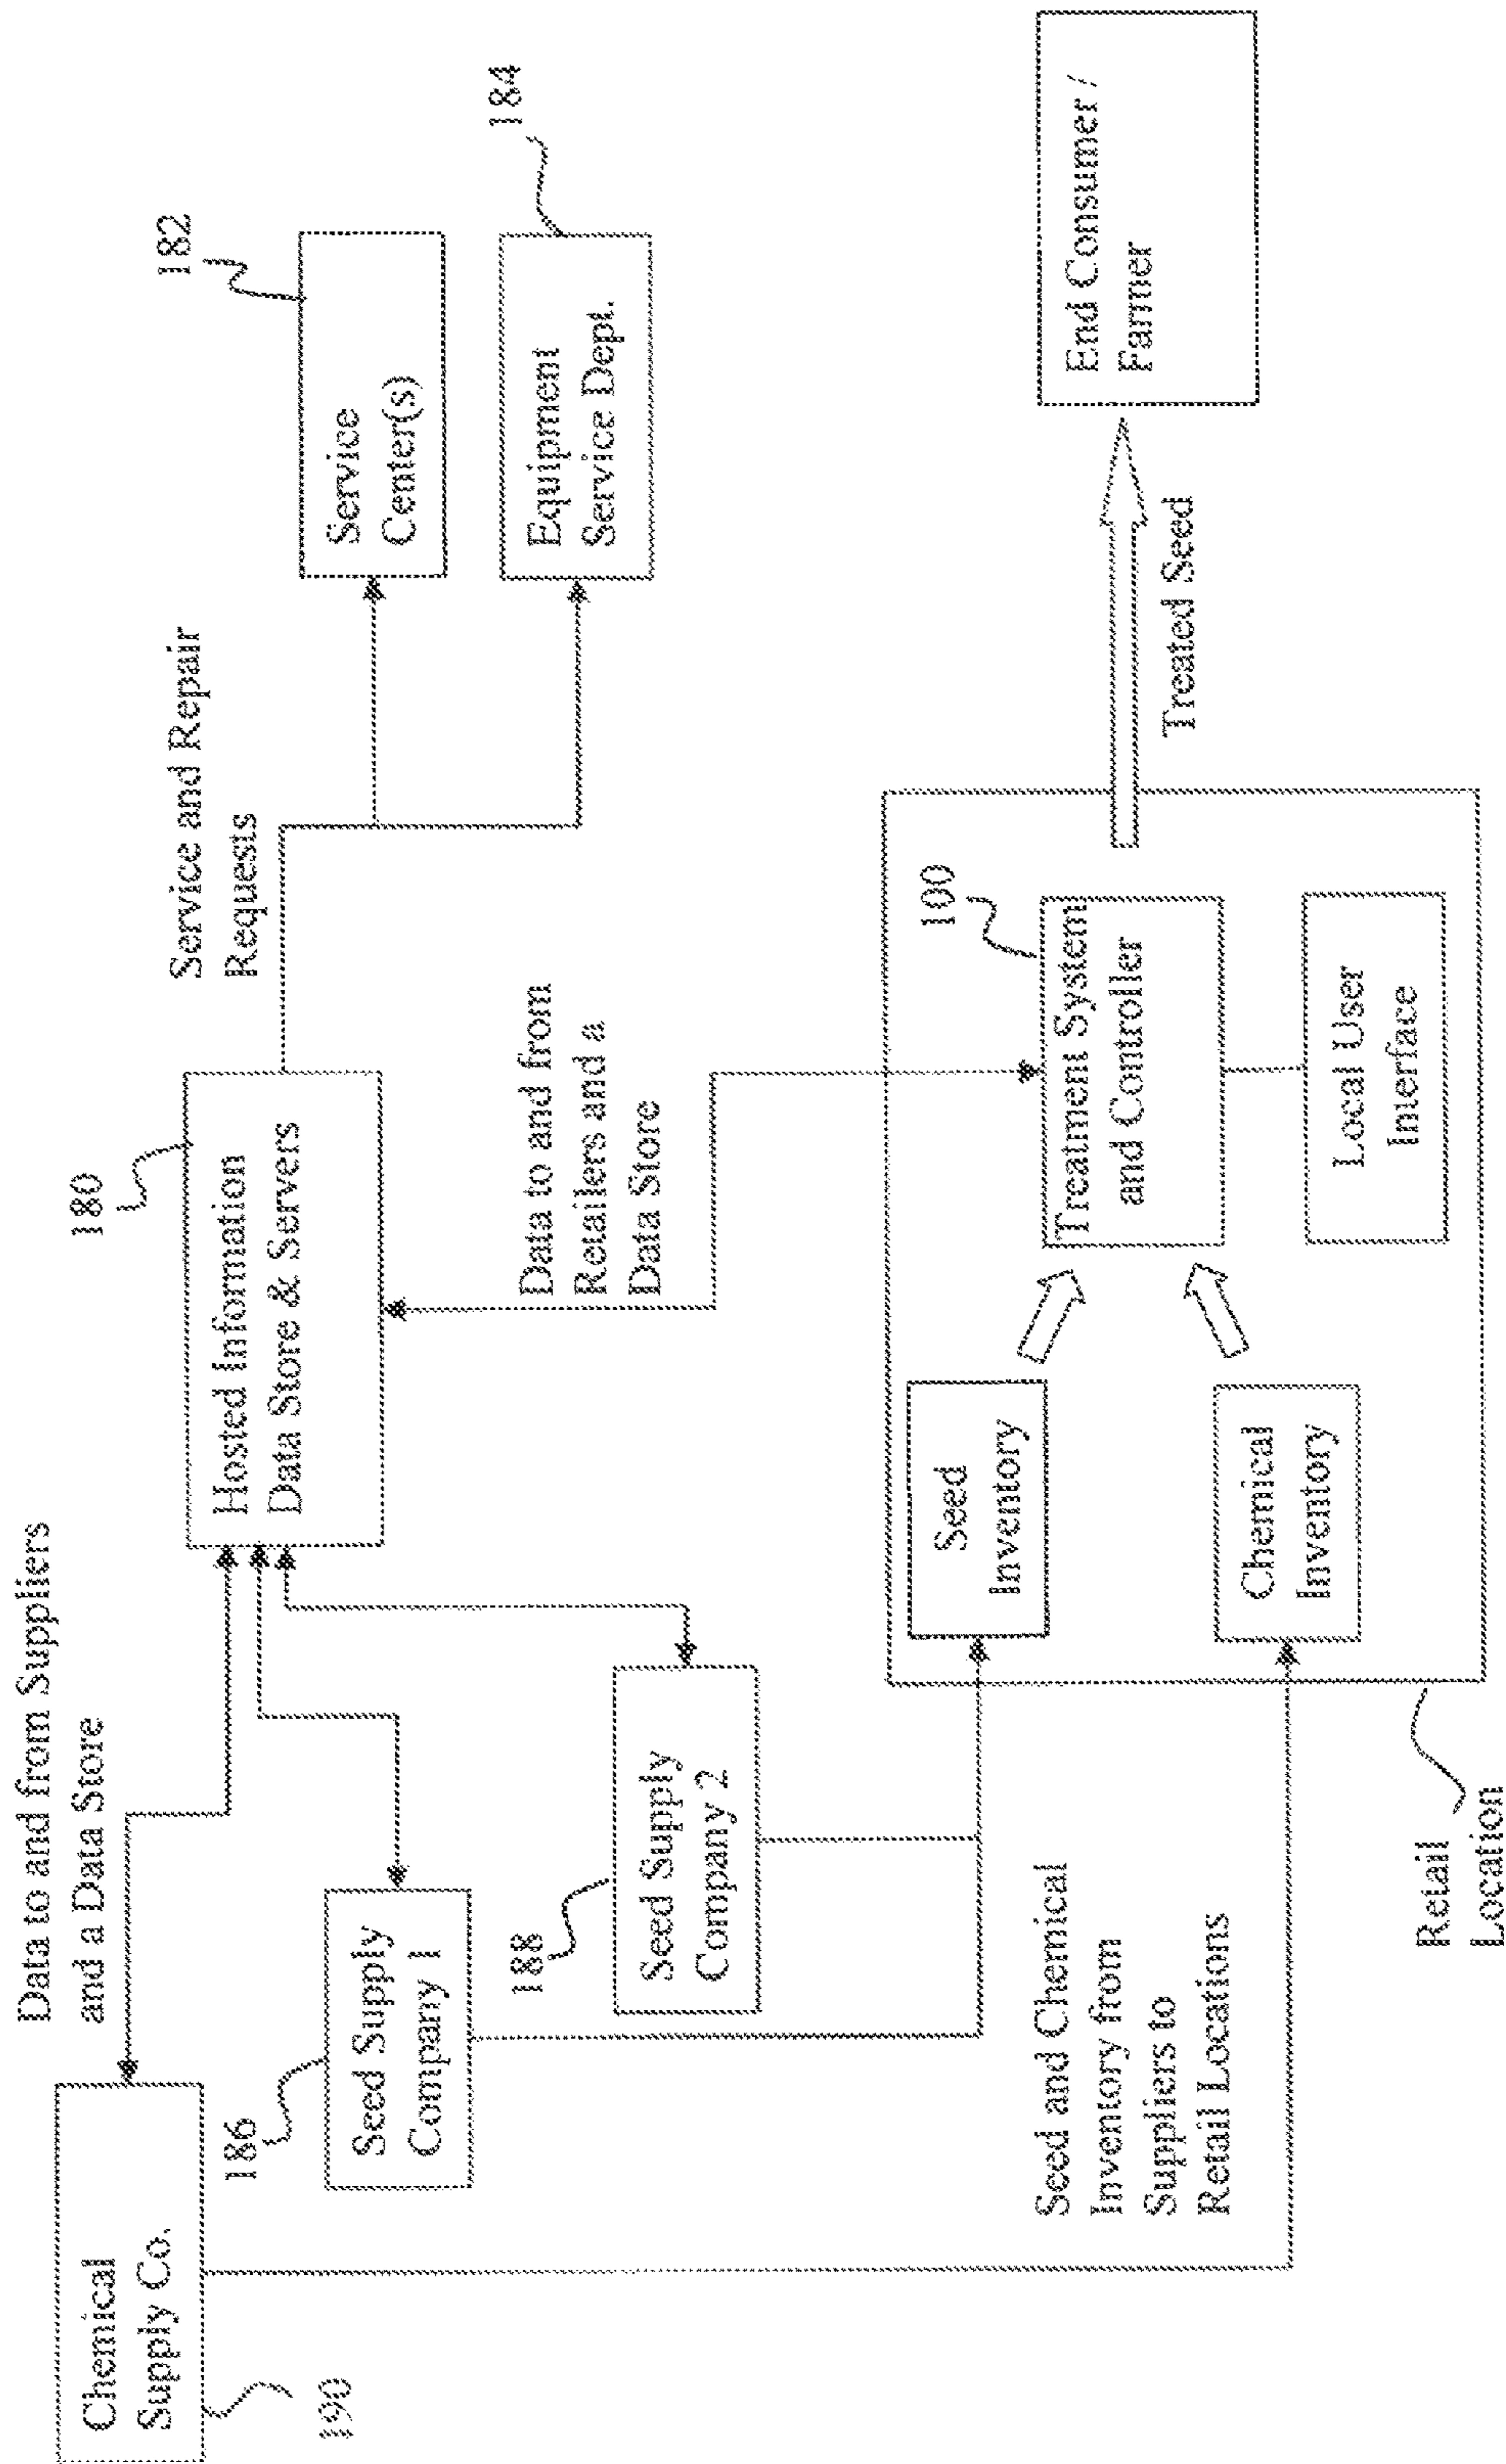 Data to and from Suppliers
and a Data Store
Chemical
Supply Co.
190
186
Seed Supply
Company 1
188
Seed Supply
Company 2
180
Hosted Information
Data Store & Servers
Service and Repair
Requests
182
Service
Center(s)
184
Equipment
Service Dept.
Data to and from
Retailers and a
Data Store
Seed and Chemical
Inventory from
Suppliers to
Retail Locations
Seed
Inventory
Chemical
Inventory
100
Treatment System
and Controller
Local User
Interface
Treated Seed
End Consumer /
Farmer
Retail
Location